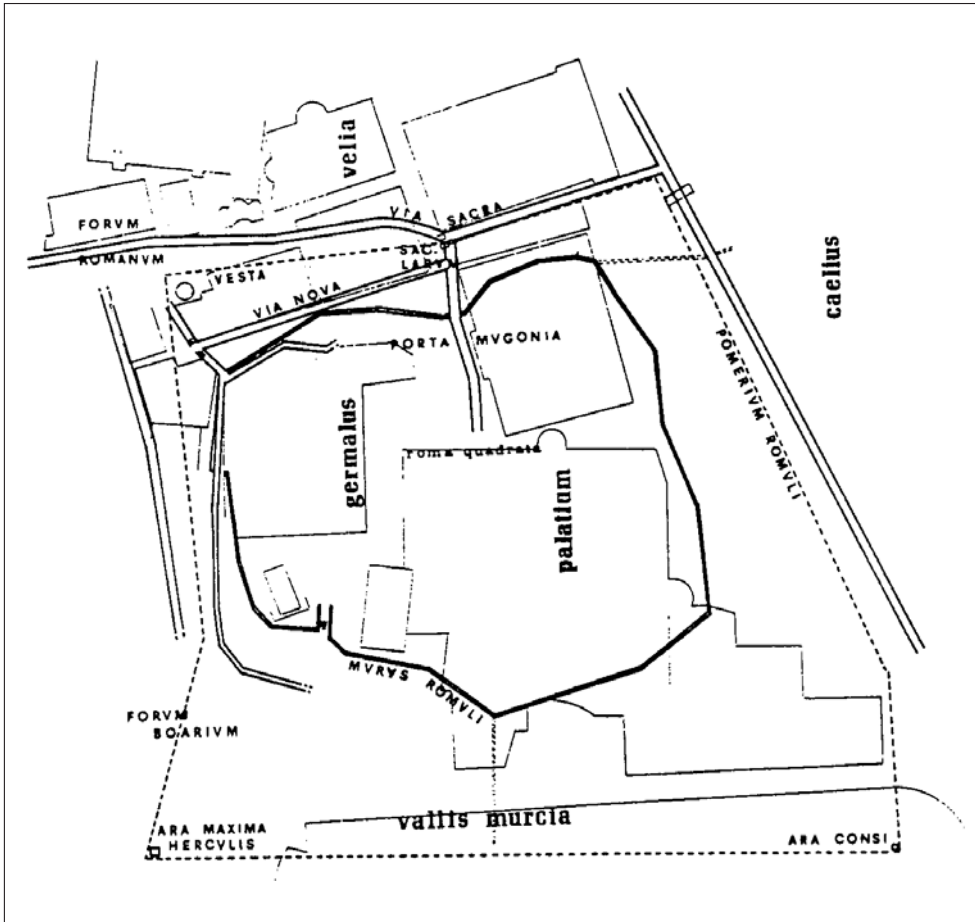 velia
FORVM
ROMANVM
VIA SACRA
SAC.
LARV
VESTA
VIA NOVA
PORTA MVGONIA
caelius
POMERIVM ROMVLI
germalus
roma quadrata
palatium
MVRVS ROMVLI
FORVM
BOARIVM
vallis murcia
ARA MAXIMA
HERCVLIS
ARA CONSI